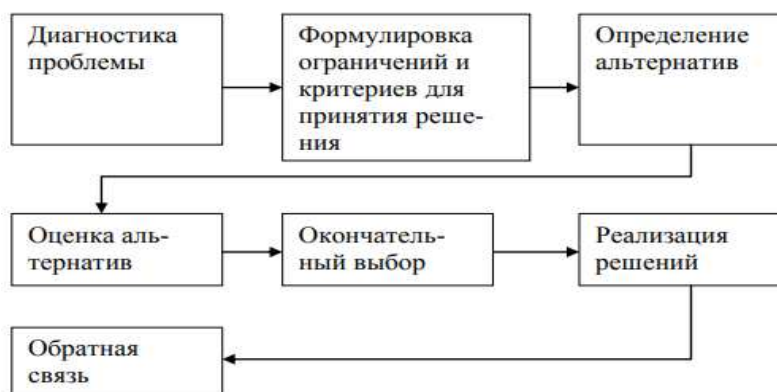 Диагностика
проблемы
Формулировка
ограничений и
критериев для
принятия реше-
ния
Определение
альтернатив
Оценка аль-
тернатив
Окончатель-
ный выбор
Реализация
решений
Обратная
связь